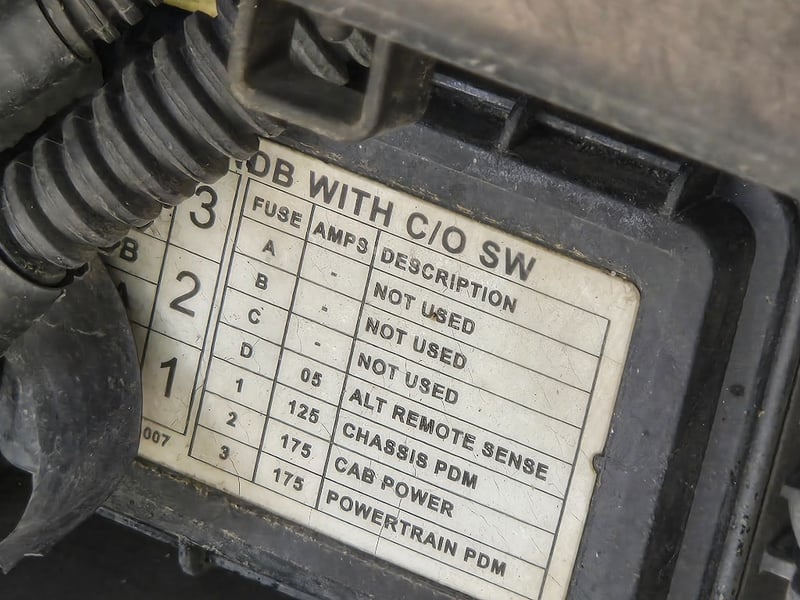 DB WITH C/O SW
FUSE AMPS DESCRIPTION
A - NOT USED
B - NOT USED
C - NOT USED
D 05 ALT REMOTE SENSE
1 125 CHASSIS PDM
2 175 CAB POWER
3 175 POWERTRAIN PDM
3
B 2
1
007